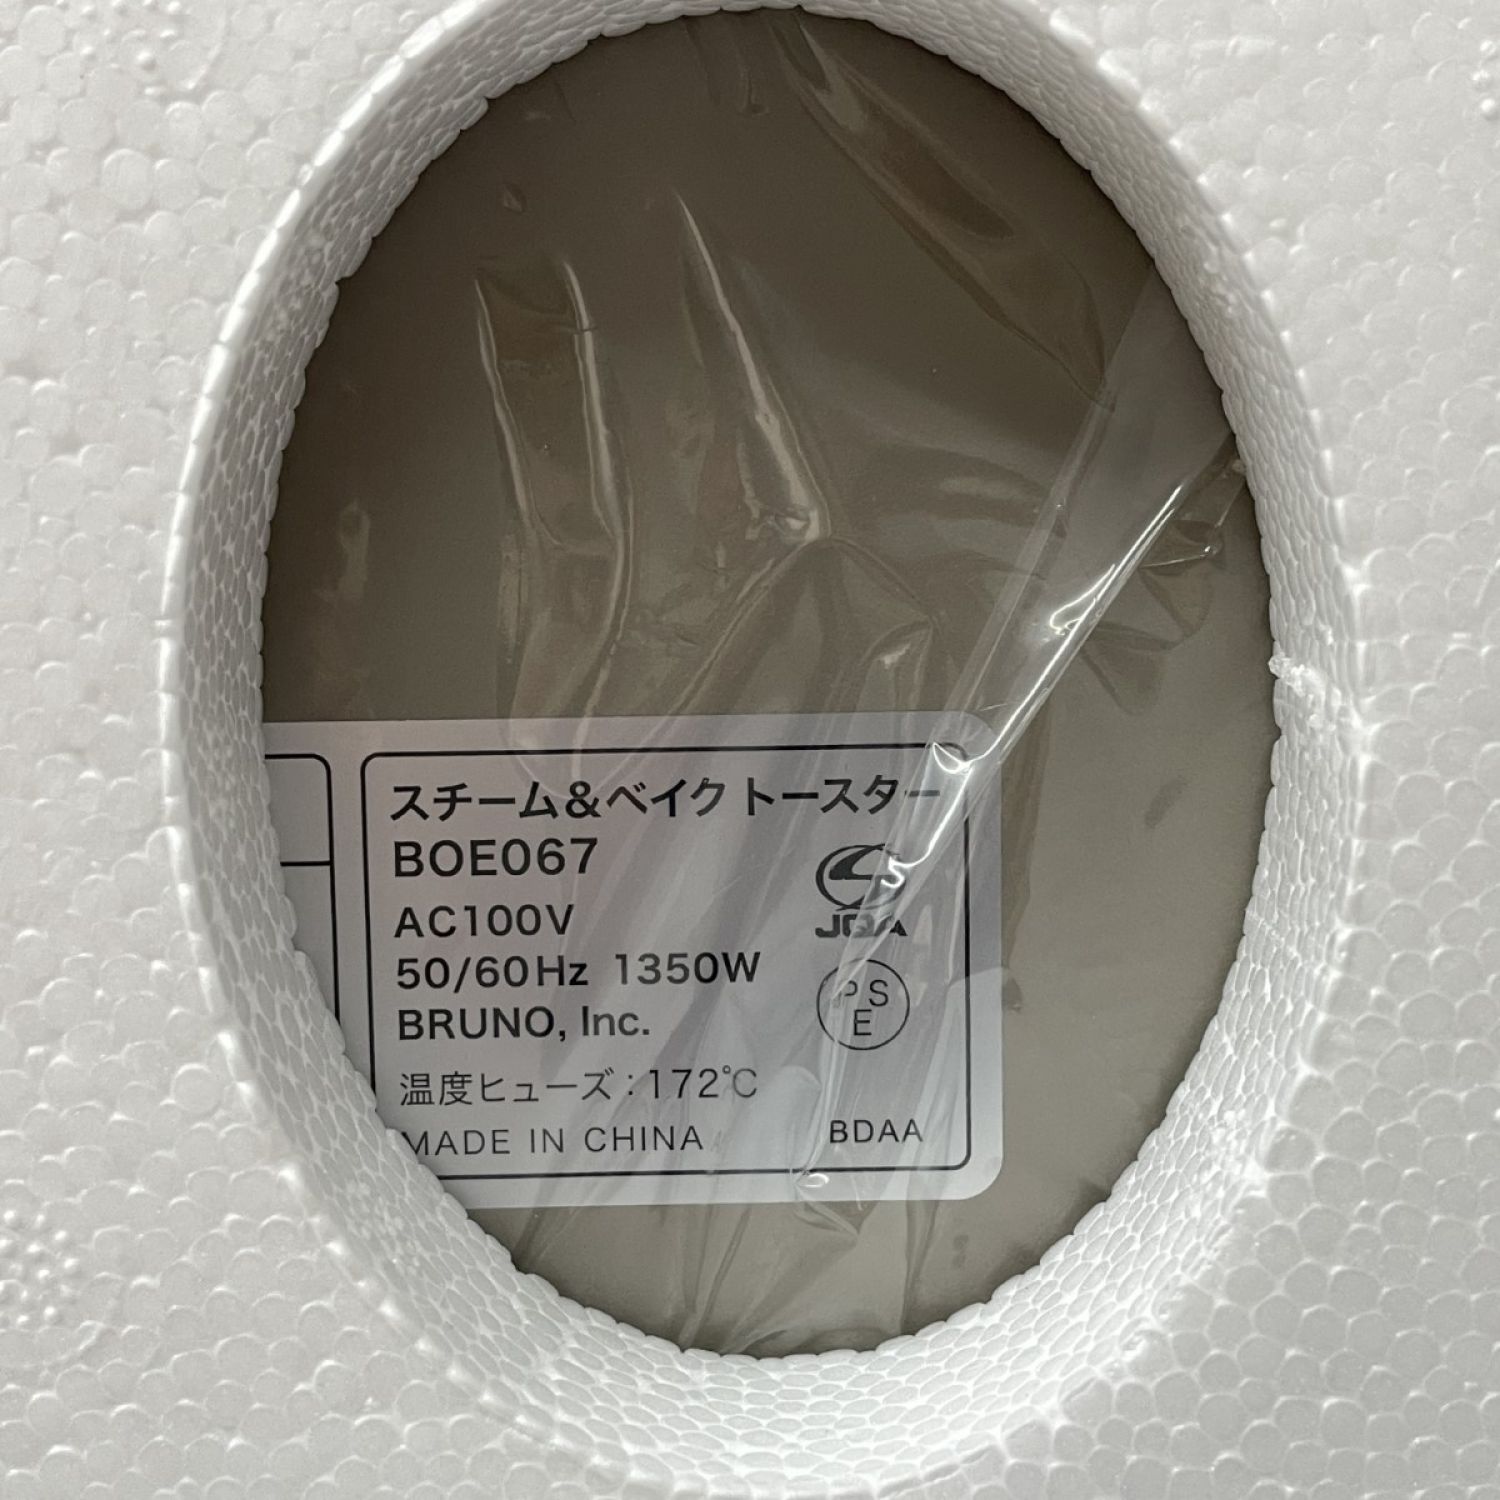 スチーム&ベイク トースター
BOE067
AC100V
JQA
50/60Hz 1350W
PSE
BRUNO, Inc.
温度ヒューズ:172℃
MADE IN CHINA
BDAA